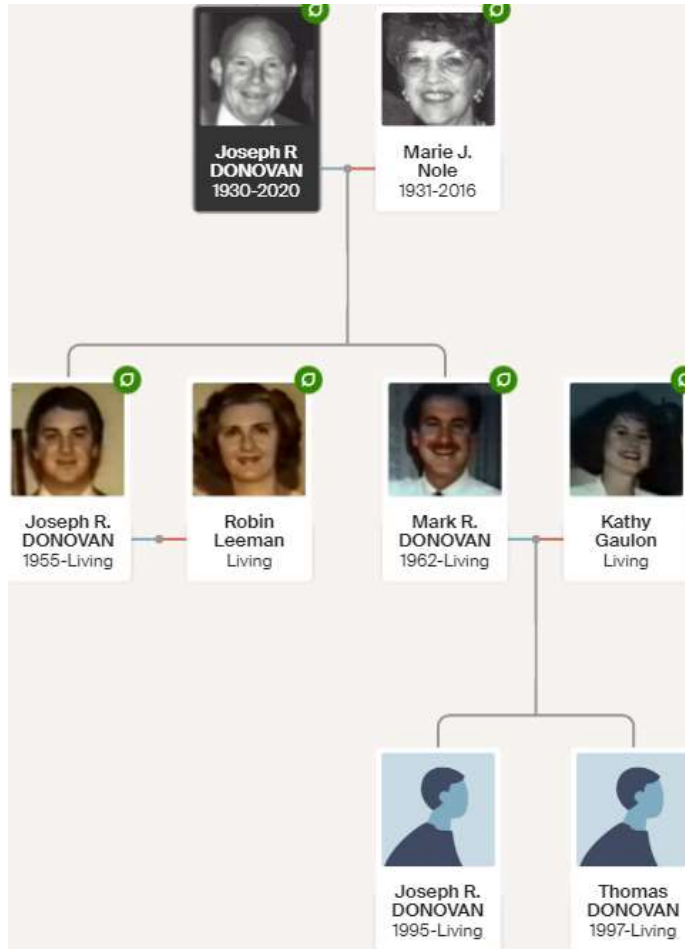 Joseph R
DONOVAN
1930-2020
Marie J.
Nole
1931-2016
Joseph R.
DONOVAN
1955-Living
Robin
Leeman
Living
Mark R.
DONOVAN
1962-Living
Kathy
Gaulon
Living
Joseph R.
DONOVAN
1995-Living
Thomas
DONOVAN
1997-Living